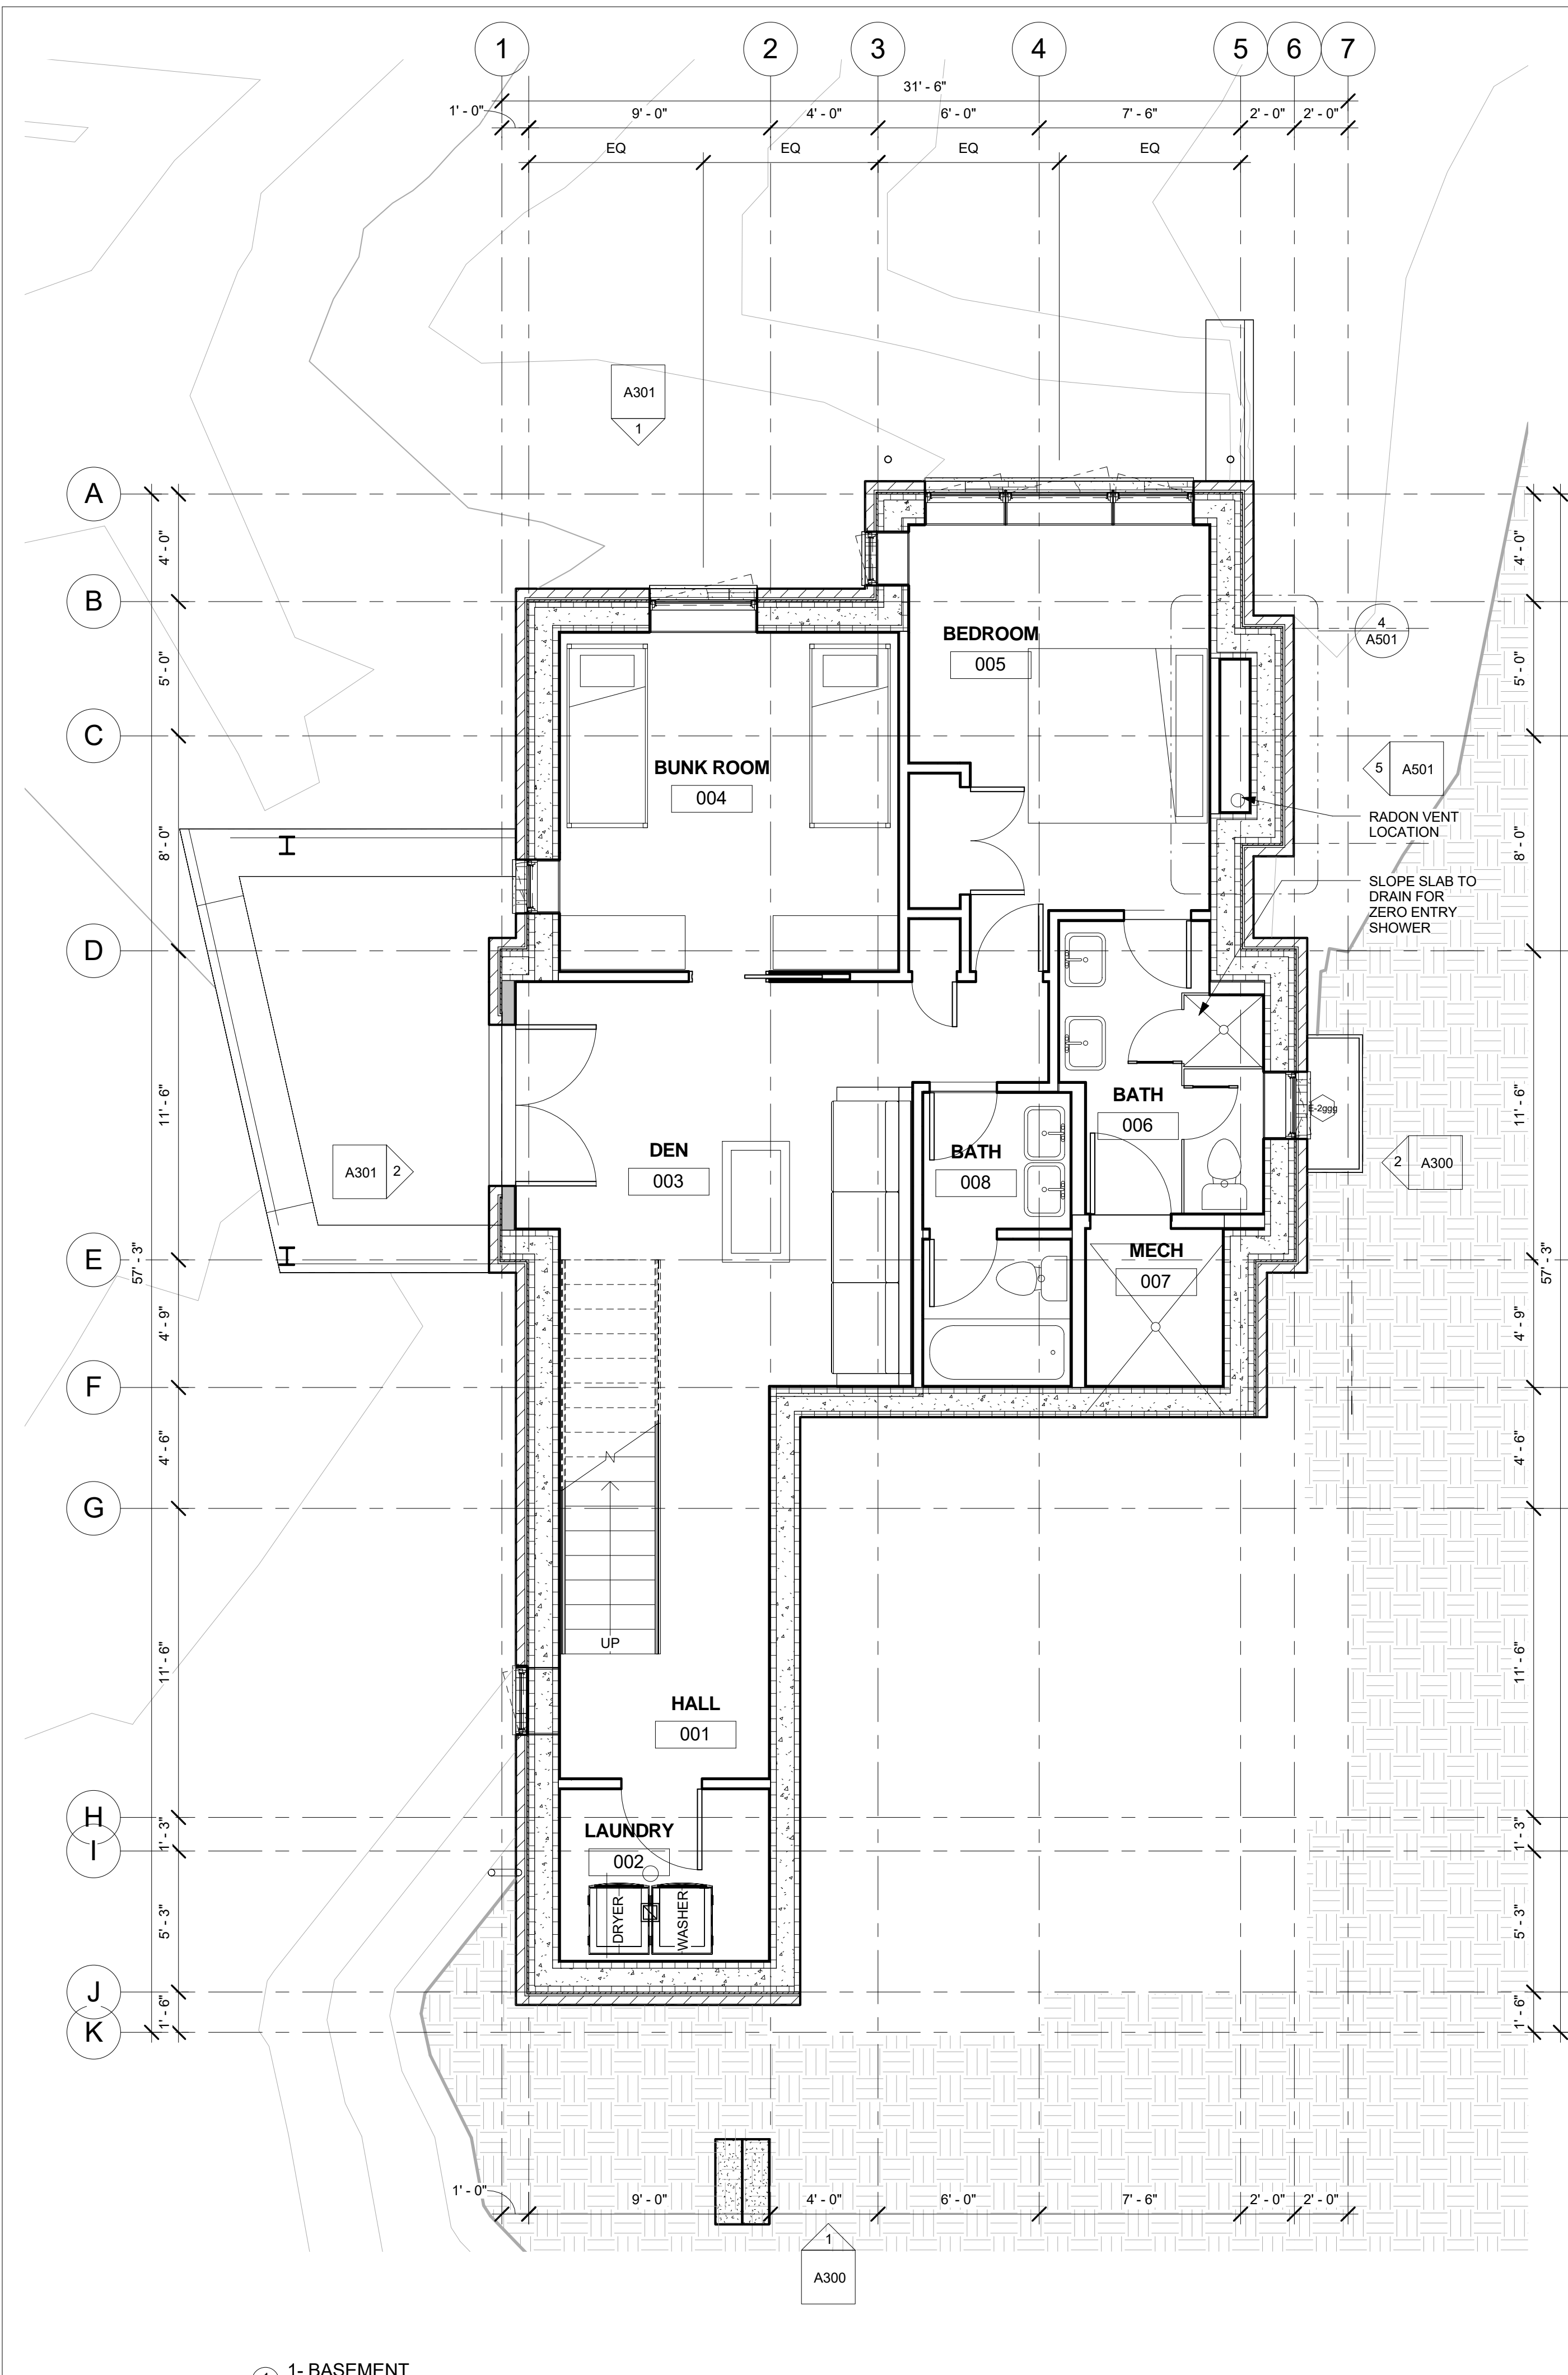 1 2 3 4 5 6 7
31' - 6"
1' - 0" 9' - 0" 4' - 0" 6' - 0" 7' - 6" 2' - 0" 2' - 0"
EQ EQ EQ EQ
A301
1
A
4' - 0" 4' - 0"
B
4
A501
BEDROOM
005
5' - 0" 5' - 0"
C
BUNK ROOM
004
5 A501
RADON VENT
LOCATION
8' - 0" 8' - 0"
SLOPE SLAB TO
DRAIN FOR
ZERO ENTRY
SHOWER
D
11' - 6" 11' - 6"
BATH
006
E-2ggg
DEN
003
BATH
008
A301 2
2 A300
E
57' - 3" 57' - 3"
MECH
007
4' - 9" 4' - 9"
F
4' - 6" 4' - 6"
G
UP
11' - 6" 11' - 6"
HALL
001
H
1' - 3" 1' - 3"
I
LAUNDRY
002
DRYER WASHER
5' - 3" 5' - 3"
J
1' - 6" 1' - 6"
K
1' - 0" 9' - 0" 4' - 0" 6' - 0" 7' - 6" 2' - 0" 2' - 0"
1
A300
1- BASEMENT